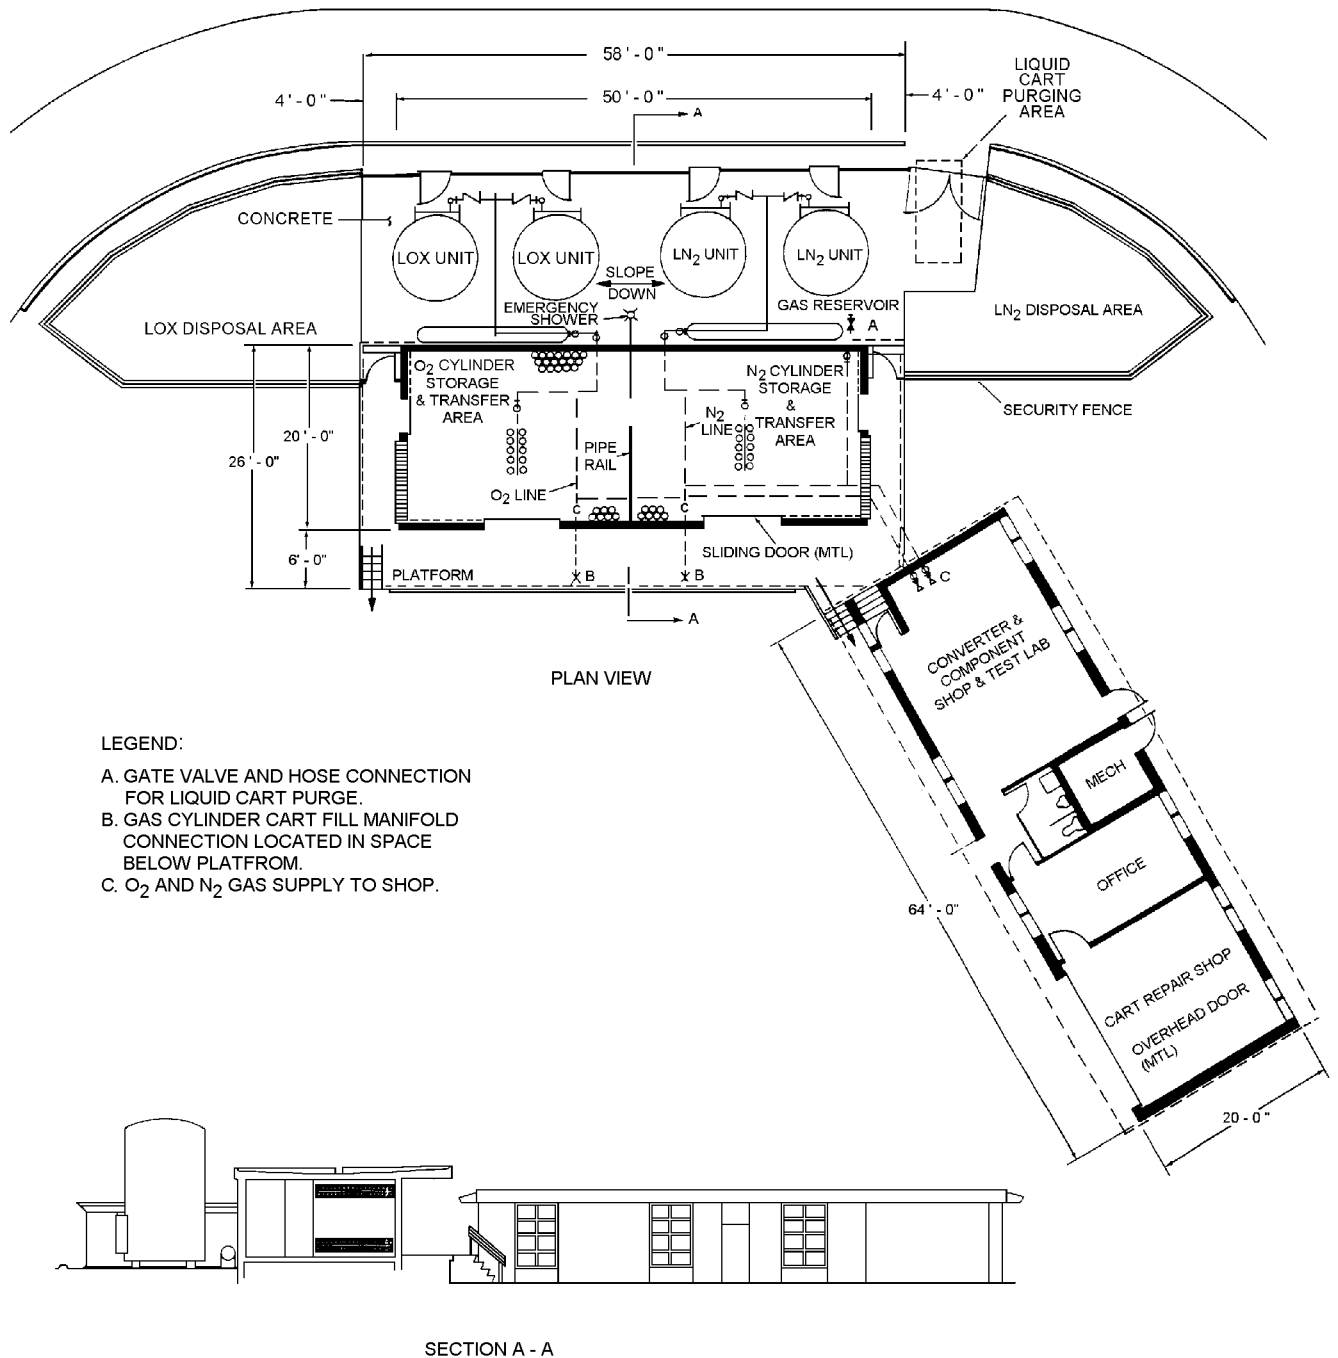 58'-0"
4'-0"
50'-0"
4'-0"
A
LIQUID
CART
PURGING
AREA
CONCRETE
LOX UNIT
LOX UNIT
LN2 UNIT
LN2 UNIT
SLOPE
DOWN
EMERGENCY
SHOWER
GAS RESERVOIR
A
LOX DISPOSAL AREA
LN2 DISPOSAL AREA
O2 CYLINDER
STORAGE
& TRANSFER
AREA
N2 CYLINDER
STORAGE
&
TRANSFER
AREA
SECURITY FENCE
N2
LINE
20'-0"
26'-0"
PIPE
RAIL
O2 LINE
C
C
6'-0"
SLIDING DOOR (MTL)
PLATFORM
B
B
C
A
CONVERTER &
COMPONENT
SHOP & TEST LAB
PLAN VIEW
LEGEND:
A. GATE VALVE AND HOSE CONNECTION
FOR LIQUID CART PURGE.
B. GAS CYLINDER CART FILL MANIFOLD
CONNECTION LOCATED IN SPACE
BELOW PLATFROM.
C. O2 AND N2 GAS SUPPLY TO SHOP.
MECH
OFFICE
64'-0"
CART REPAIR SHOP
OVERHEAD DOOR
(MTL)
20-0"
SECTION A - A